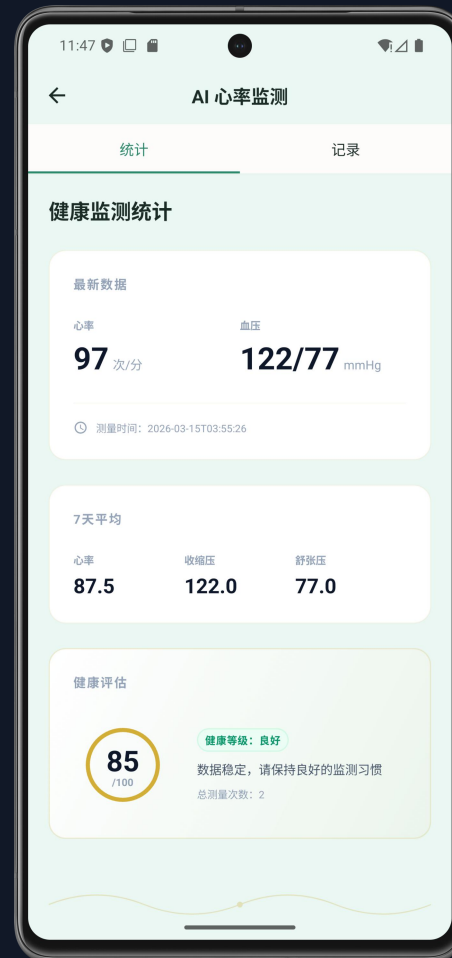 11:47
AI 心率监测
统计 记录
健康监测统计
最新数据
心率 血压
97 次/分 122/77 mmHg
测量时间：2026-03-15T03:55:26
7天平均
心率 收缩压 舒张压
87.5 122.0 77.0
健康评估
健康等级：良好
85
/100
数据稳定，请保持良好的监测习惯
总测量次数：2